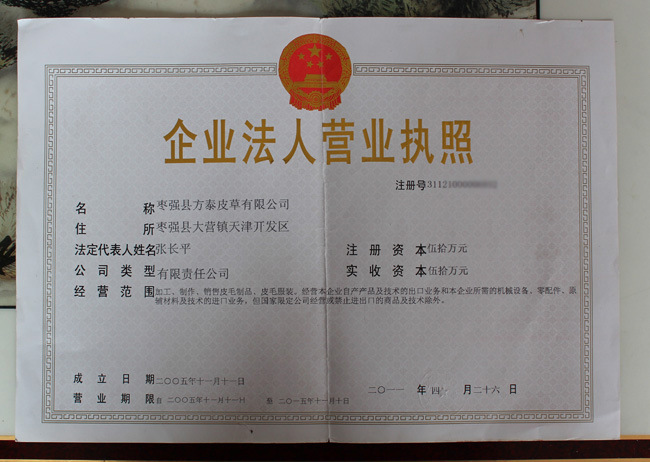 企业法人营业执照
注册号3112100000
名 称 枣强县方泰皮草有限公司
住 所 枣强县大营镇天津开发区
法定代表人姓名 张长平
注册资本 伍拾万元
公司类型 有限责任公司
实收资本 伍拾万元
经营范围 加工、制作、销售皮毛制品、皮毛服装。经营本企业自产产品及技术的出口业务和本企业所需的机械设备、零配件、原
辅材料及技术的进口业务，但国家限定公司经营或禁止进出口的商品及技术除外。
成立日期 二〇〇五年十一月十一日
营业期限 自 二〇〇五年十一月十一日 至 二〇一五年十一月十日
二〇一一 年 四 月 二十六 日